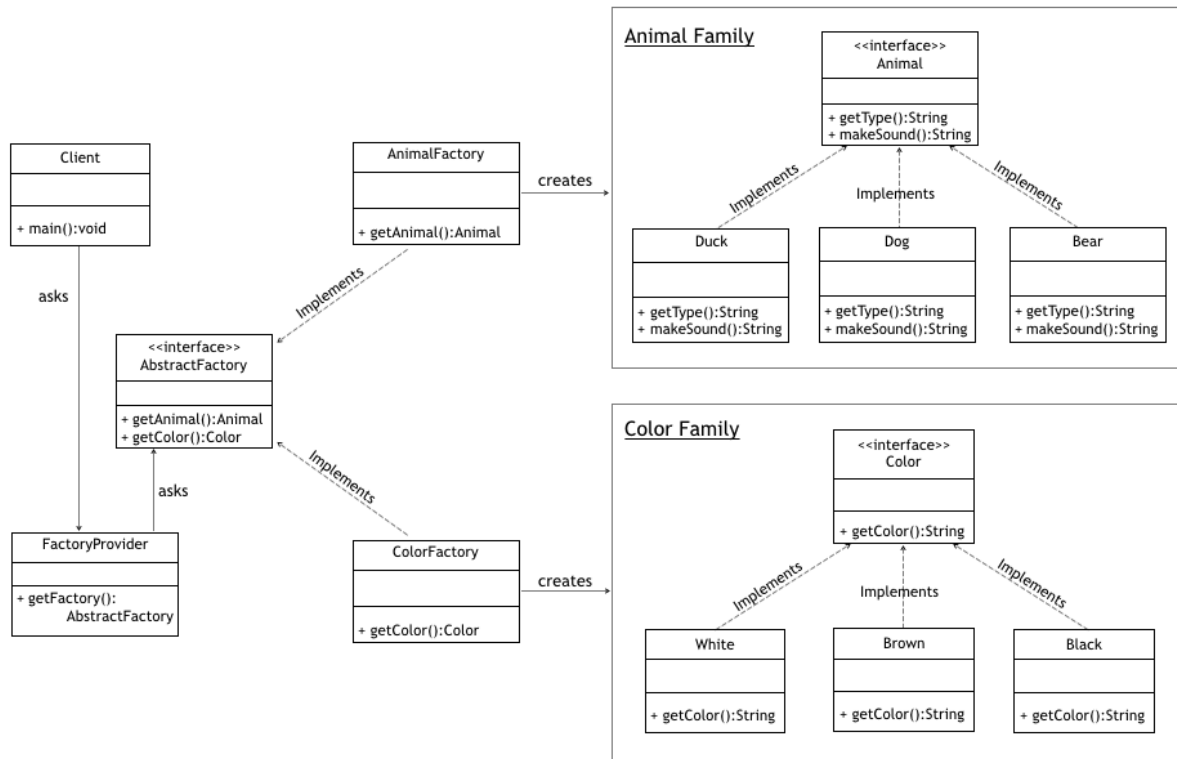 Client
+ main():void
asks
<<interface>>
AbstractFactory
+ getAnimal():Animal
+ getColor():Color
asks
FactoryProvider
+ getFactory():
AbstractFactory
AnimalFactory
+ getAnimal():Animal
Implements
Implements
ColorFactory
+ getColor():Color
creates
creates
Animal Family
<<interface>>
Animal
+ getType():String
+ makeSound():String
Implements
Implements
Implements
Duck
+ getType():String
+ makeSound():String
Dog
+ getType():String
+ makeSound():String
Bear
+ getType():String
+ makeSound():String
Color Family
<<interface>>
Color
+ getColor():String
Implements
Implements
Implements
White
+ getColor():String
Brown
+ getColor():String
Black
+ getColor():String